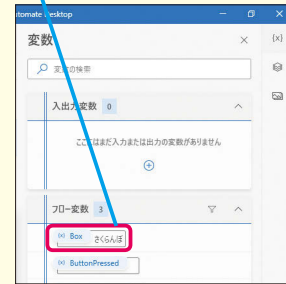 utomate Desktop
変数
{x}
変数の検索
入出力変数 0
ここにはまだ入力または出力の変数がありません
フロー変数 3
(x) Box さくらんぼ
(x) ButtonPressed